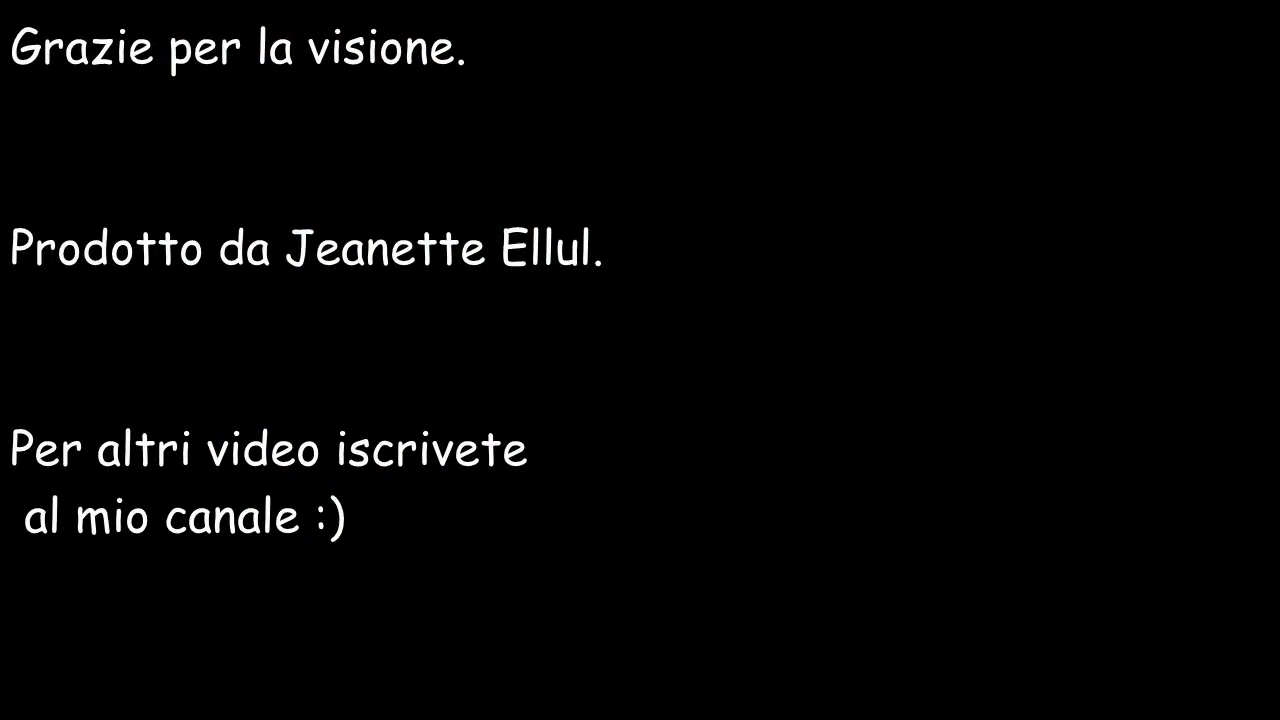 Grazie per la visione.
Prodotto da Jeanette Ellul.
Per altri video iscrivete
al mio canale :)